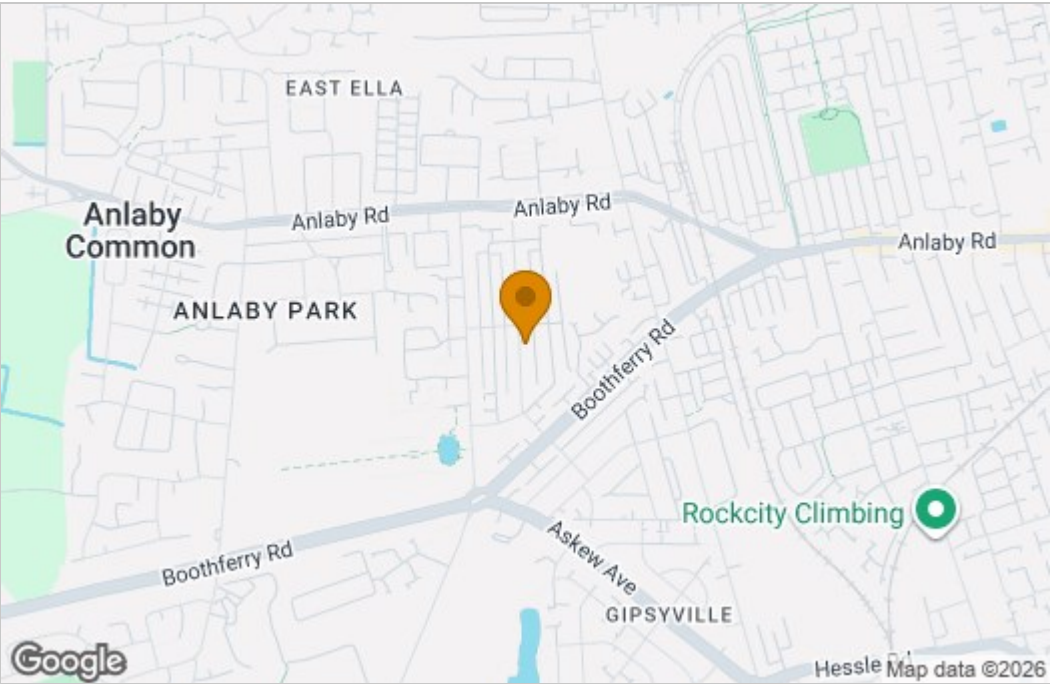 EAST ELLA
Anlaby
Common
Anlaby Rd
Anlaby Rd
Anlaby Rd
ANLABY PARK
Boothferry Rd
Rockcity Climbing
Boothferry Rd
Askew Ave
GIPSYVILLE
Hessle Rd
Google
Map data ©2026